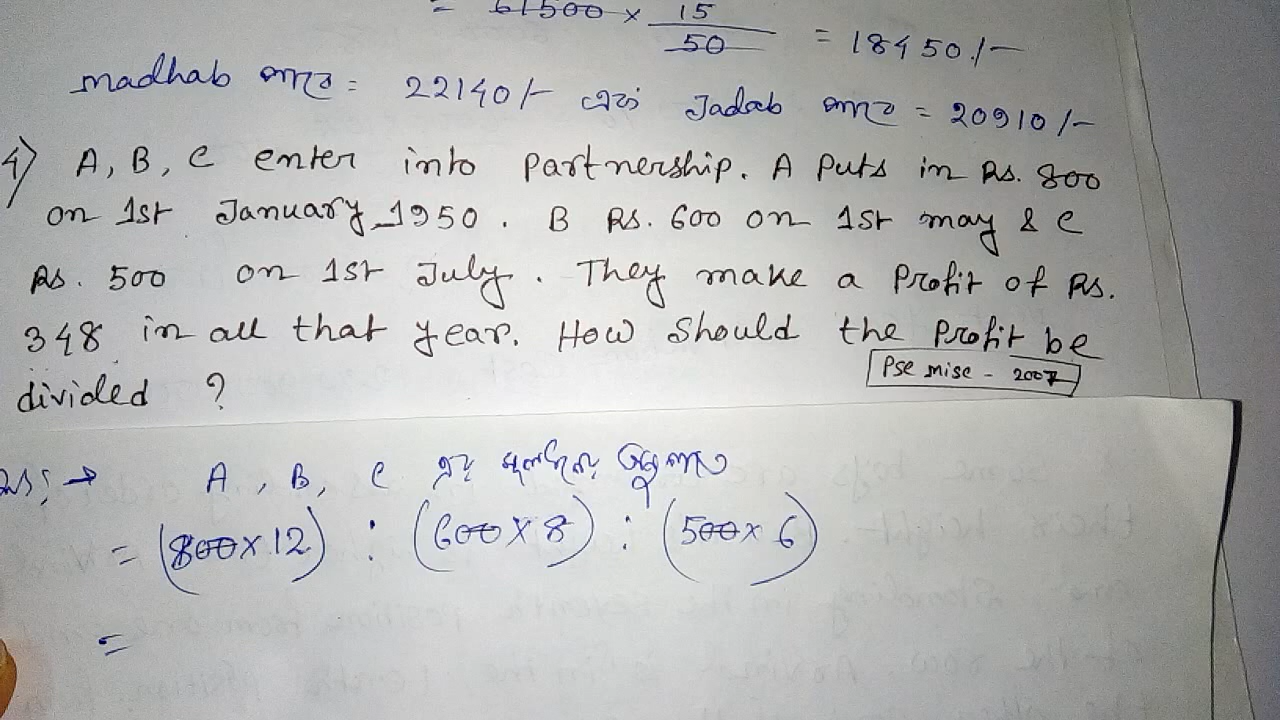 = 61500 × 15/50 = 18450/-
madhab পাবে = 22140/- এবং Jadab পাবে = 20910/-
4) A, B, C enter into Partnership. A Puts in Rs. 800
on 1st January 1950. B Rs. 600 on 1st may & C
Rs. 500 on 1st July. They make a Profit of Rs.
348 in all that year. How Should the Profit be
divided ?
PSC misc - 2007
Ans; → A, B, C এর মূলধনের অনুপাত
= (800 × 12) : (600 × 8) : (500 × 6)
=